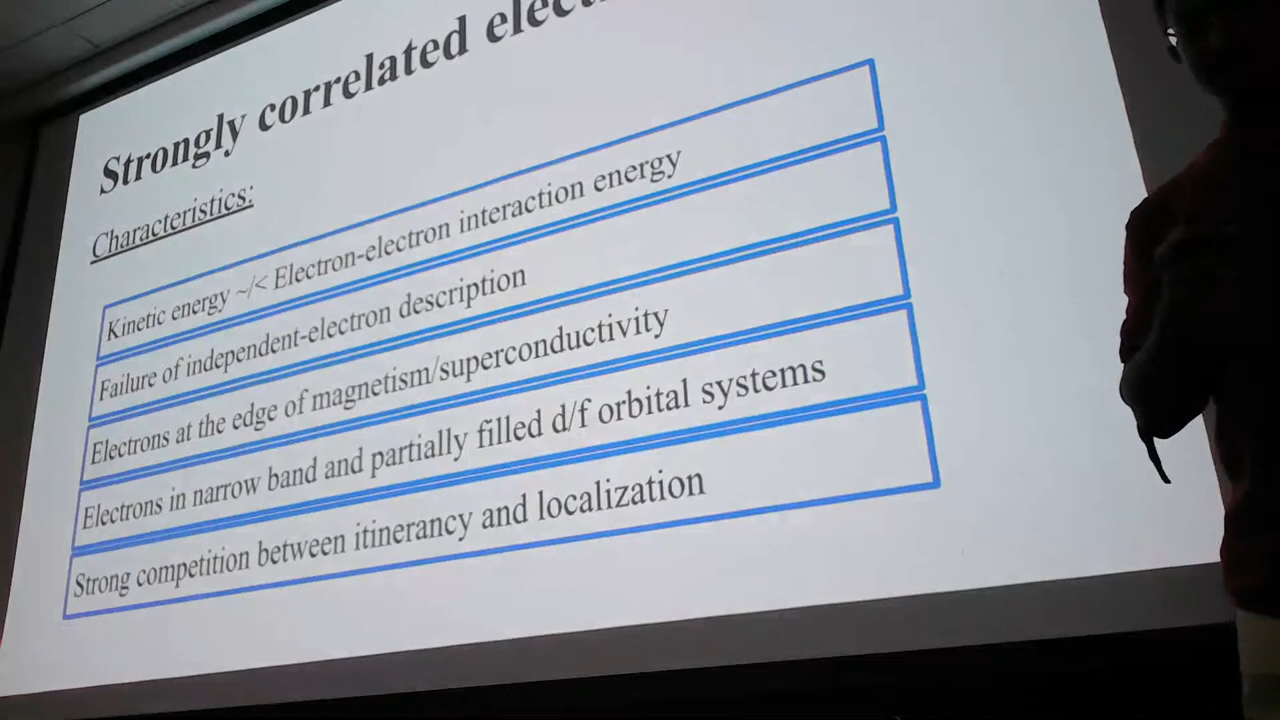 Strongly correlated elec
Characteristics:
Kinetic energy ~/< Electron-electron interaction energy
Failure of independent-electron description
Electrons at the edge of magnetism/superconductivity
Electrons in narrow band and partially filled d/f orbital systems
Strong competition between itinerancy and localization